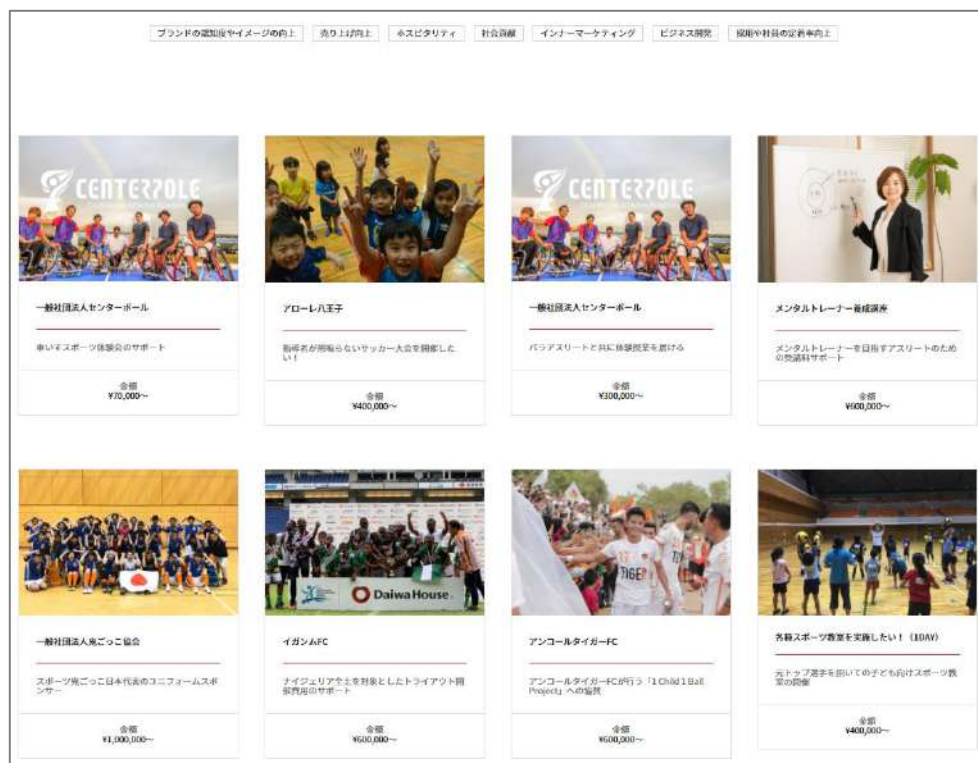 ブランドの認知度やイメージの向上 売り上げ向上 ホスピタリティ 社会貢献 インナーマーケティング ビジネス開発 採用や社員の定着率向上
CENTERPOLE
CENTERPOLE
一般社団法人センターポール
アローレ八王子
一般社団法人センターポール
メンタルトレーナー養成講座
車いすスポーツ体験会のサポート
指導者が怒鳴らないサッカー大会を開催した
い！
パラアスリートと共に体験授業を届ける
メンタルトレーナーを目指すアスリートのため
の受講料サポート
金額
¥70,000〜
金額
¥400,000〜
金額
¥300,000〜
金額
¥600,000〜
Daiwa House
TIGER
一般社団法人鬼ごっこ協会
イガンムFC
アンコールタイガーFC
各種スポーツ教室を実施したい！（1DAY）
スポーツ鬼ごっこ日本代表のユニフォームスポ
ンサー
ナイジェリア全土を対象としたトライアウト開
催費用のサポート
アンコールタイガーFCが行う「1 Child 1 Ball
Project」への協賛
元トップ選手を招いての子ども向けスポーツ教
室の開催
金額
¥1,000,000〜
金額
¥600,000〜
金額
¥600,000〜
金額
¥400,000〜